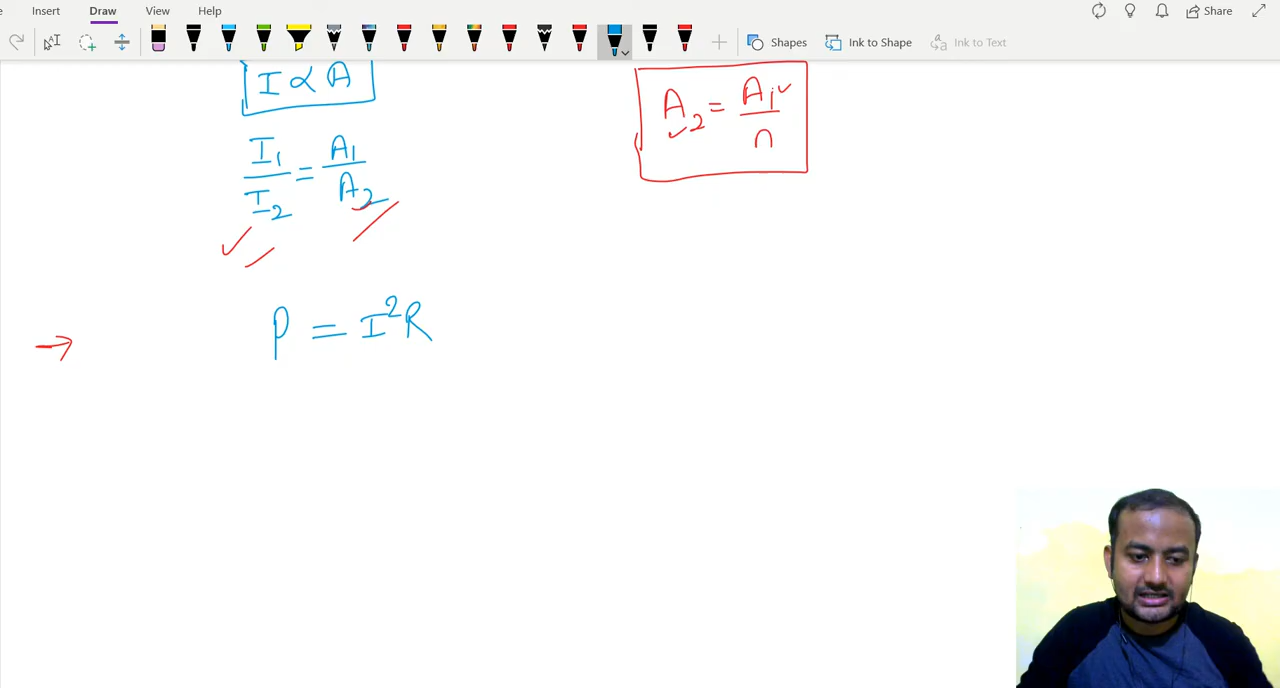 Insert Draw View Help
Share
Shapes Ink to Shape Ink to Text
I ∝ A
I₁/I₂ = A₁/A₂
A₂ = A₁/n
→ P = I²R